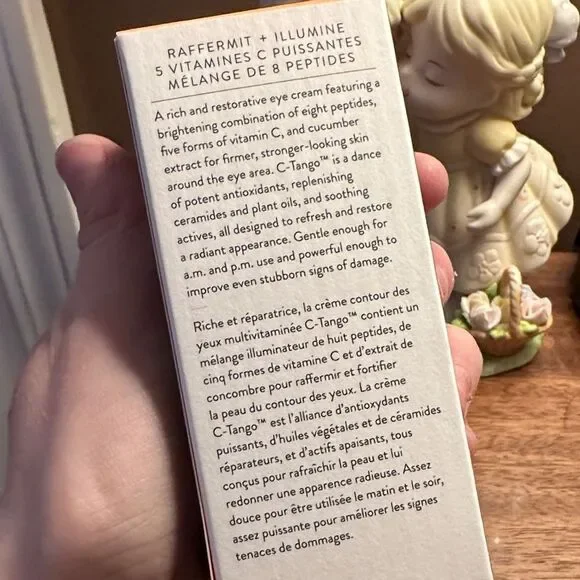 RAFFERMIT + ILLUMINE
5 VITAMINES C PUISSANTES
MÉLANGE DE 8 PEPTIDES
A rich and restorative eye cream featuring a
brightening combination of eight peptides,
five forms of vitamin C, and cucumber
extract for firmer, stronger-looking skin
around the eye area. C-Tango™ is a dance
of potent antioxidants, replenishing
ceramides and plant oils, and soothing
actives, all designed to refresh and restore
a radiant appearance. Gentle enough for
a.m. and p.m. use and powerful enough to
improve even stubborn signs of damage.
Riche et réparatrice, la crème contour des
yeux multivitaminée C-Tango™ contient un
mélange illuminateur de huit peptides, de
cinq formes de vitamine C et d'extrait de
concombre pour raffermir et fortifier
la peau du contour des yeux. La crème
C-Tango™ est l'alliance d'antioxydants
puissants, d'huiles végétales et de céramides
réparateurs, et d'actifs apaisants, tous
conçus pour rafraîchir la peau et lui
redonner une apparence radieuse. Assez
douce pour être utilisée le matin et le soir,
assez puissante pour améliorer les signes
tenaces de dommages.